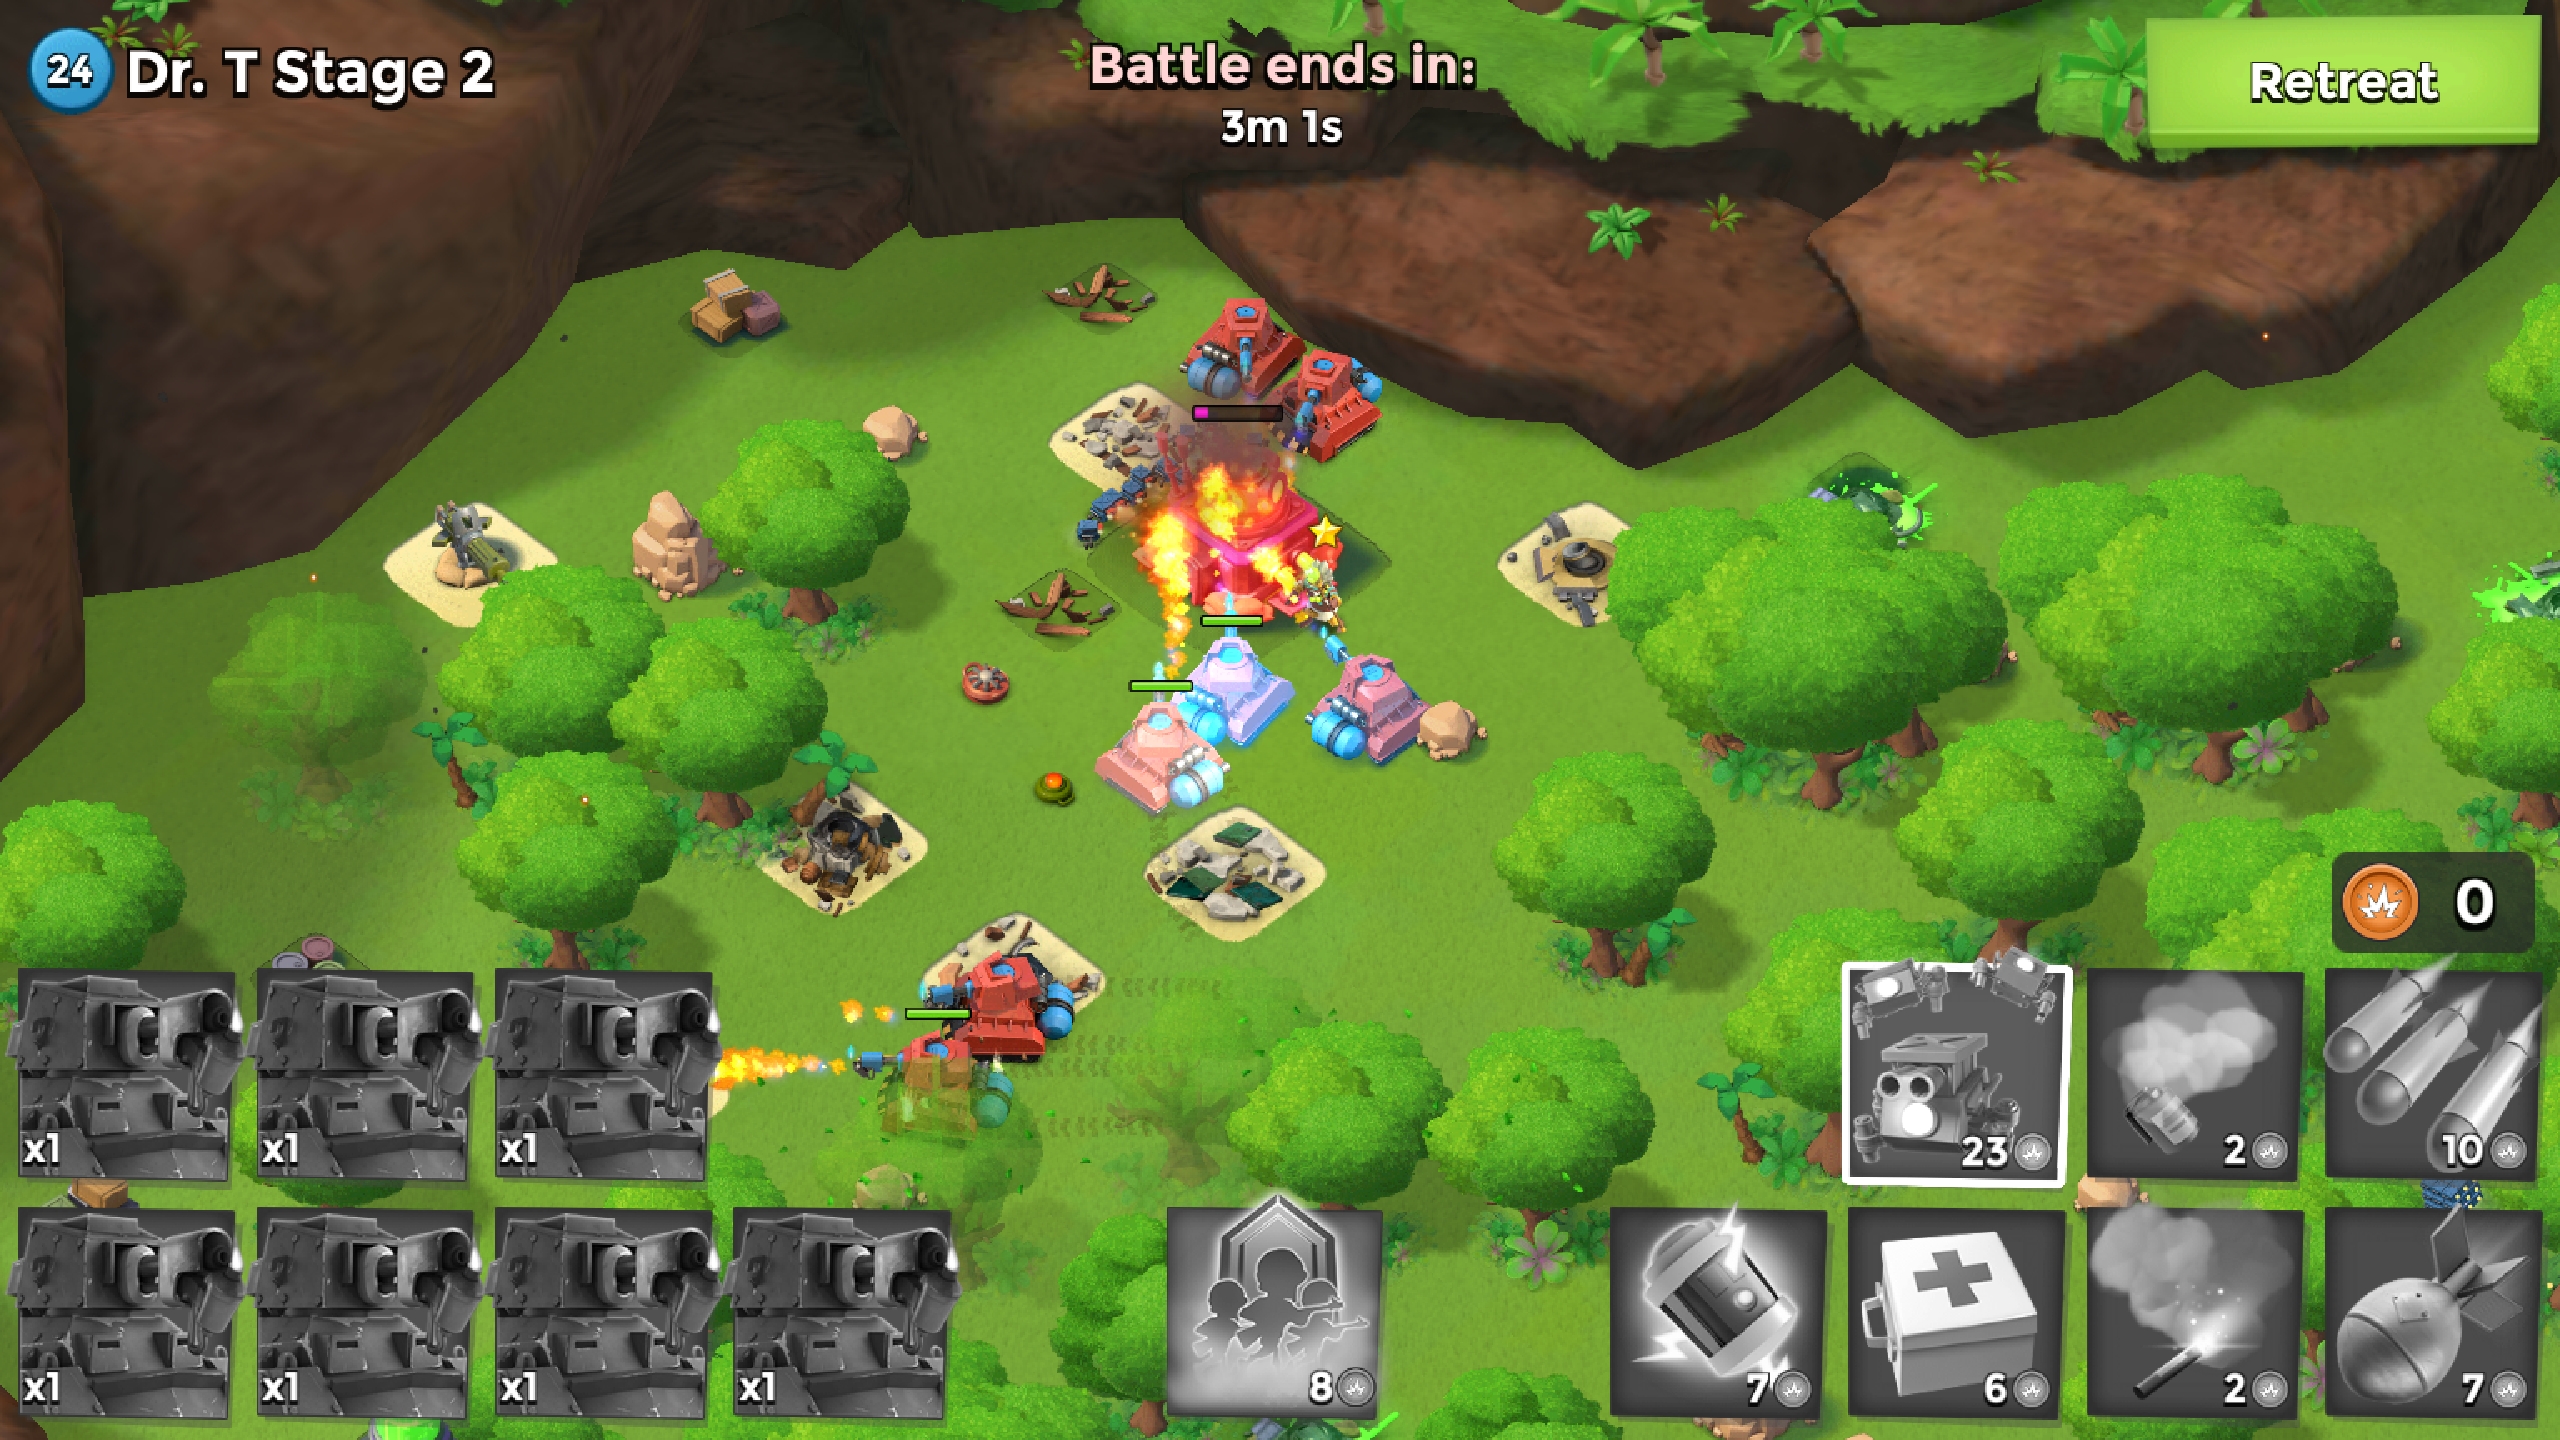 24 Dr. T Stage 2
Battle ends in:
3m 1s
Retreat
0
x1 x1 x1
23 2 10
x1 x1 x1 x1
8 7 6 2 7